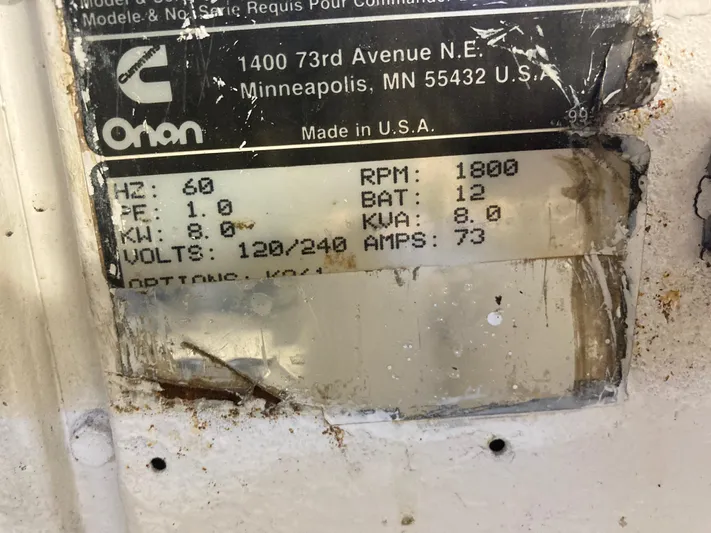 Modele & No/Serie Requis Pour Commander
Cummins
1400 73rd Avenue N.E.
Minneapolis, MN 55432 U.S.A
Onan
Made in U.S.A.
99
HZ: 60 RPM: 1800
PF: 1.0 BAT: 12
KW: 8.0 KVA: 8.0
VOLTS: 120/240 AMPS: 73
OPTIONS: